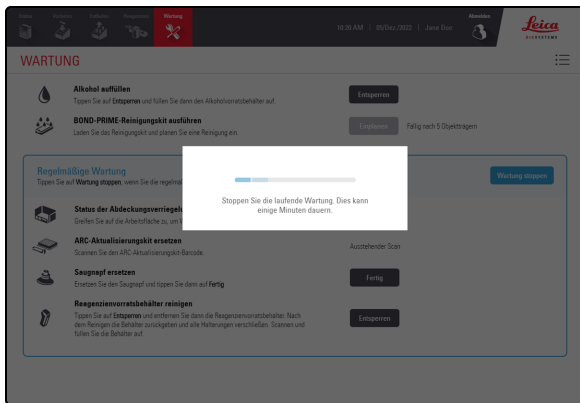 Status
Entladen
Reagenzien
Wartung
10:20 AM | 05/Dec/2022 | Jane Doe
Abmelden
Leica
BIOSYSTEMS
WARTUNG
Alkohol auffüllen
Tippen Sie auf Entsperren und füllen Sie dann den Alkoholvorratsbehälter auf.
Entsperren
BOND-PRIME-Reinigungskit ausführen
Laden Sie das Reinigungskit und planen Sie eine Reinigung ein.
Einplanen
Fällig nach 5 Objektträgern
Regelmäßige Wartung
Tippen Sie auf Wartung stoppen, wenn Sie die regelmäß
Wartung stoppen
Stoppen Sie die laufende Wartung. Dies kann
einige Minuten dauern.
Status der Abdeckungsverriegelu
Greifen Sie auf die Arbeitsfläche zu, um
ARC-Aktualisierungskit ersetzen
Scannen Sie den ARC-Aktualisierungskit-Barcode.
Ausstehender Scan
Saugnapf ersetzen
Ersetzen Sie den Saugnapf und tippen Sie dann auf Fertig
Fertig
Reagenzienvorratsbehälter reinigen
Tippen Sie auf Entsperren und entfernen Sie dann die Reagenzienvorratsbehälter. Nach
dem Reinigen die Behälter zurückgeben und alle Halterungen verschließen. Scannen und
füllen Sie die Behälter auf.
Entsperren